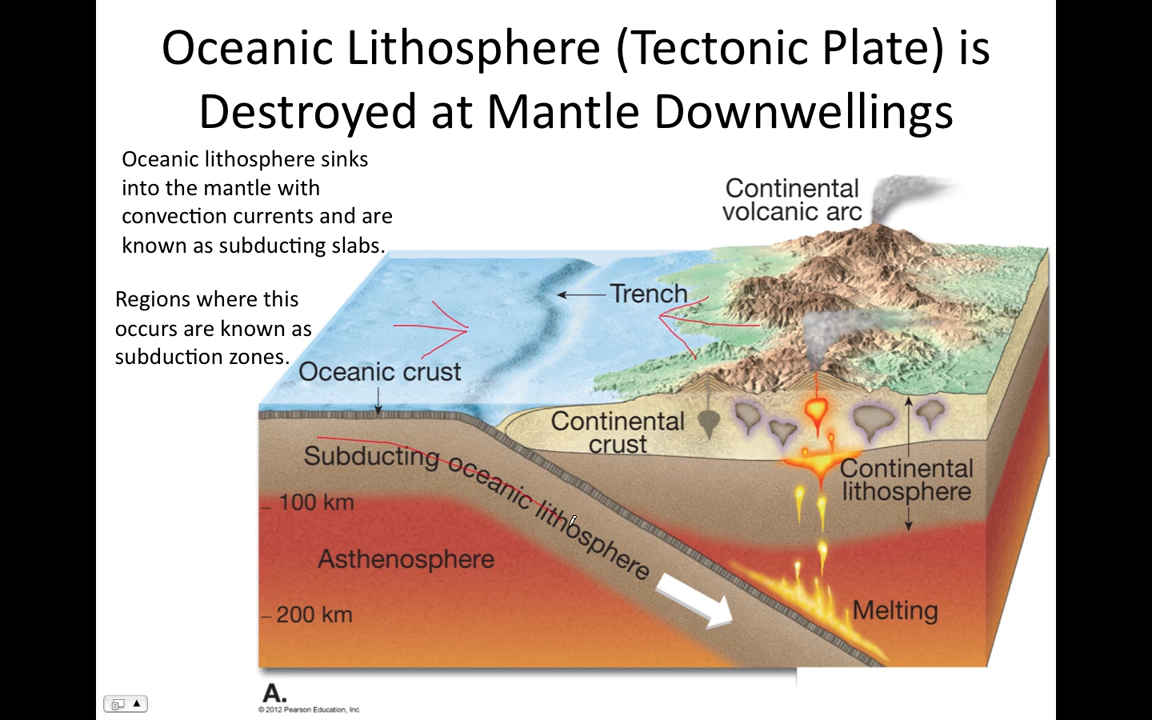 Oceanic Lithosphere (Tectonic Plate) is
Destroyed at Mantle Downwellings
Oceanic lithosphere sinks
into the mantle with
convection currents and are
known as subducting slabs.
Regions where this
occurs are known as
subduction zones.
Continental
volcanic arc
Trench
Oceanic crust
Continental
crust
Subducting oceanic lithosphere
Continental
lithosphere
100 km
Asthenosphere
200 km
Melting
A.
© 2012 Pearson Education, Inc.